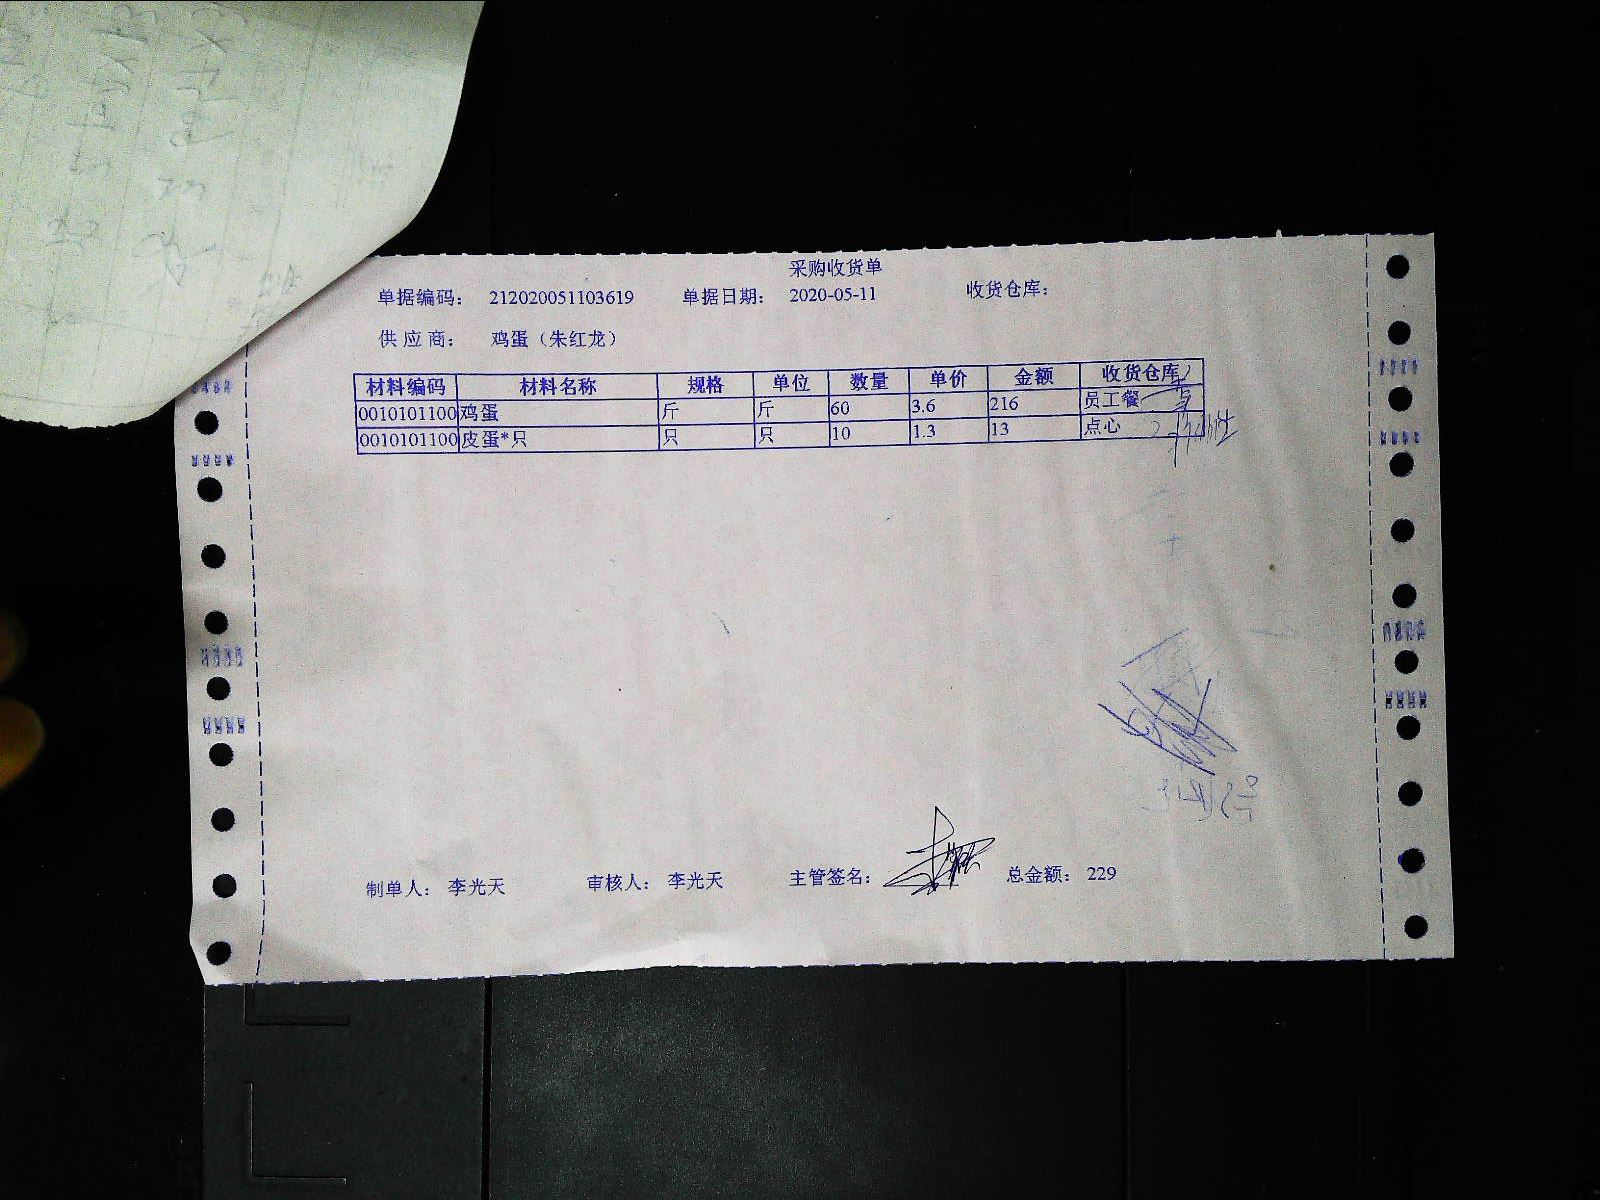 采购收货单
单据编码： 212020051103619 单据日期： 2020-05-11 收货仓库：
供应商： 鸡蛋（朱红龙）
材料编码 材料名称 规格 单位 数量 单价 金额 收货仓库
0010101100 鸡蛋 斤 斤 60 3.6 216 员工餐
0010101100 皮蛋*只 只 只 10 1.3 13 点心
制单人： 李光天 审核人： 李光天 主管签名： 总金额： 229